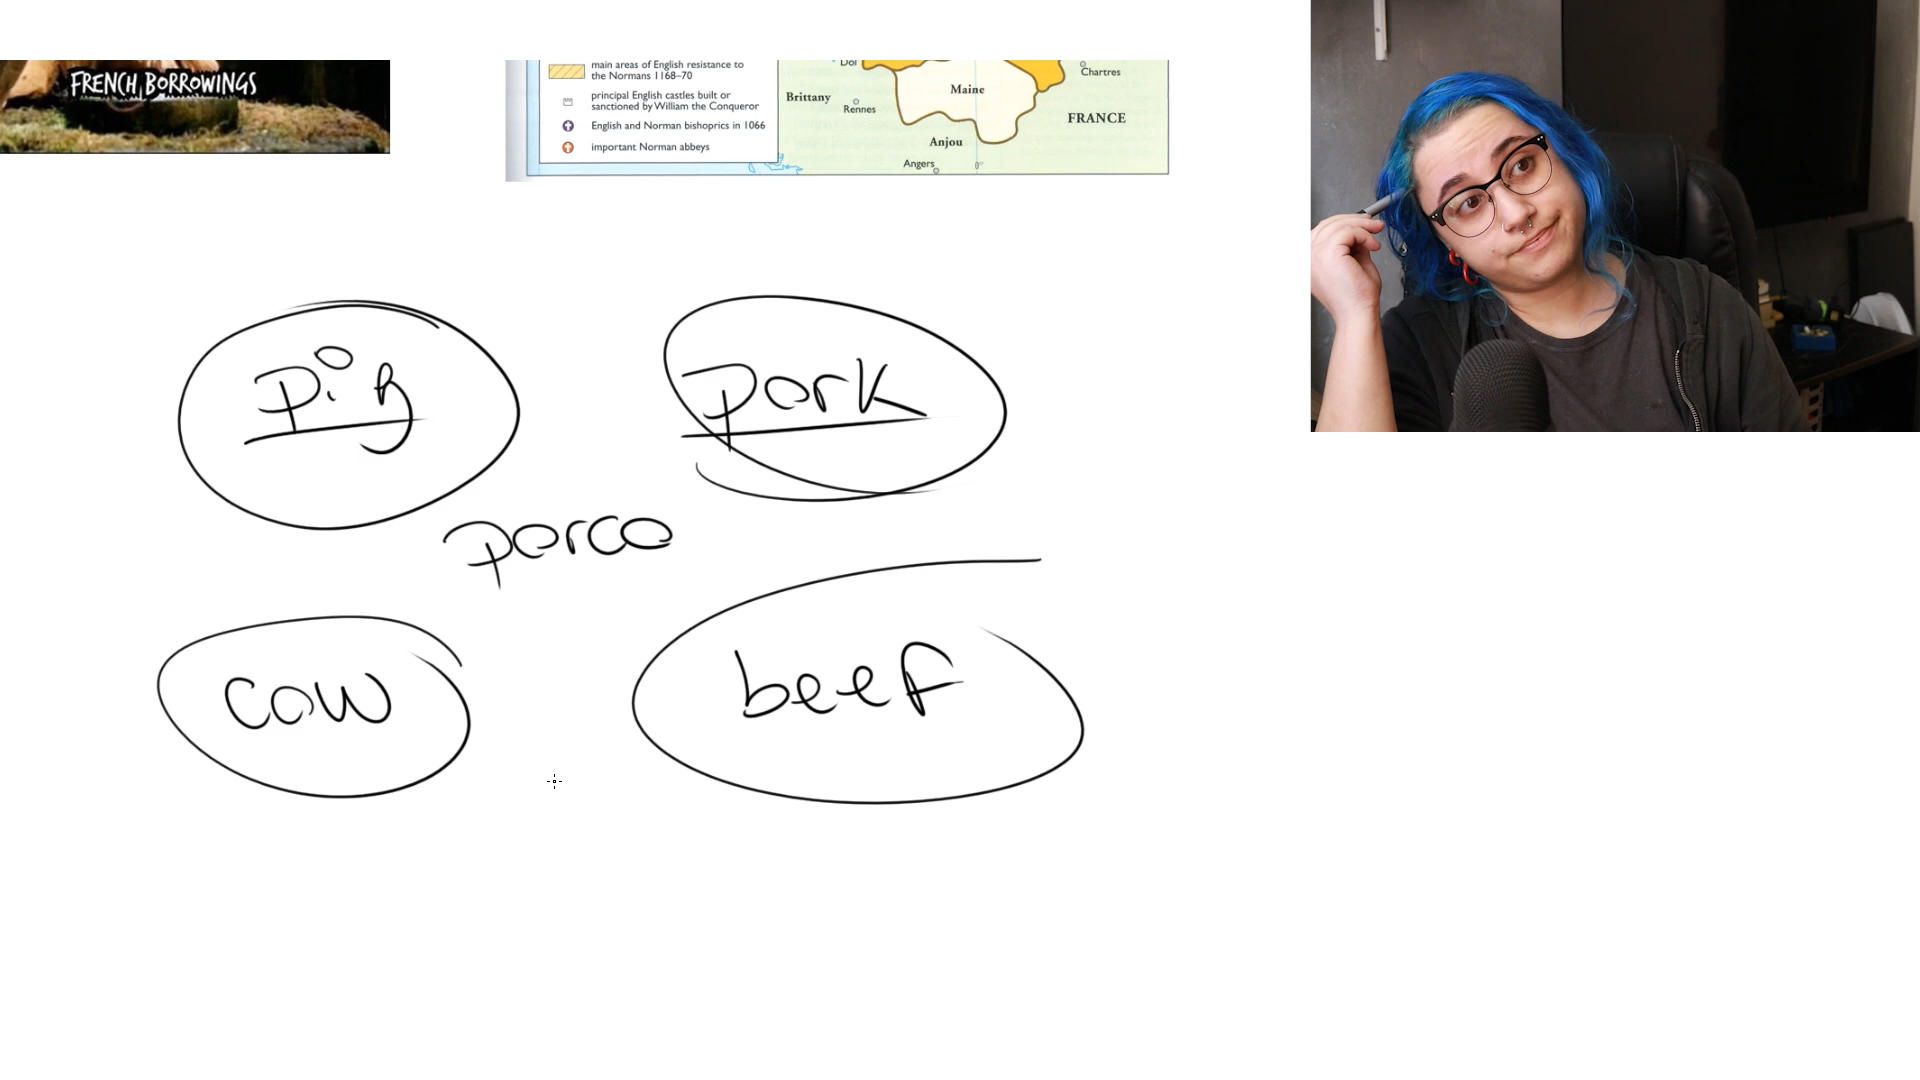 FRENCH BORROWINGS
main areas of English resistance to
the Normans 1168–70
principal English castles built or
sanctioned by William the Conqueror
English and Norman bishoprics in 1066
important Norman abbeys
Dol
Chartres
Maine
Brittany
Rennes
FRANCE
Anjou
Angers
0°
pig
pork
porco
cow
beef